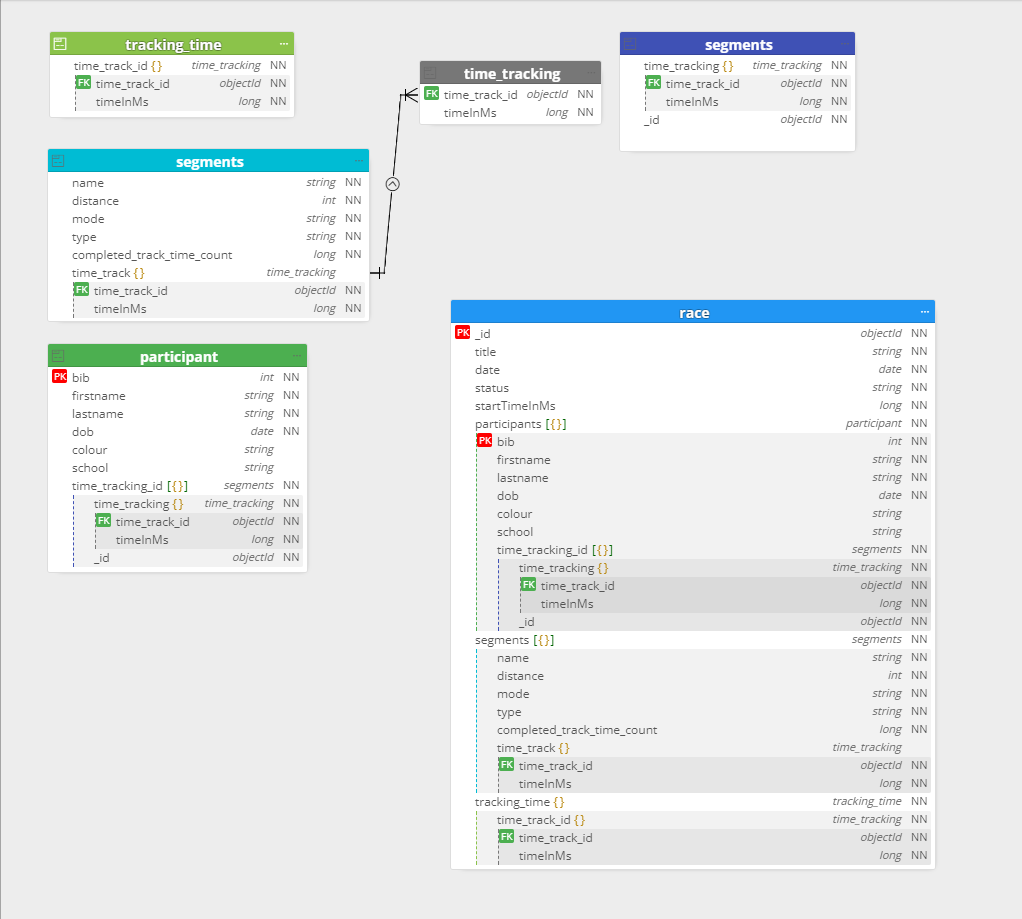 tracking_time ...
time_track_id {} time_tracking NN
FK time_track_id objectId NN
timeInMs long NN
time_tracking
FK time_track_id objectId NN
timeInMs long NN
segments
time_tracking {} time_tracking NN
FK time_track_id objectId NN
timeInMs long NN
_id objectId NN
segments ...
name string NN
distance int NN
mode string NN
type string NN
completed_track_time_count long NN
time_track {} time_tracking
FK time_track_id objectId NN
timeInMs long NN
participant ...
PK bib int NN
firstname string NN
lastname string NN
dob date NN
colour string
school string
time_tracking_id [{}] segments NN
time_tracking {} time_tracking NN
FK time_track_id objectId NN
timeInMs long NN
_id objectId NN
race ...
PK _id objectId NN
title string NN
date date NN
status string NN
startTimeInMs long NN
participants [{}] participant NN
PK bib int NN
firstname string NN
lastname string NN
dob date NN
colour string
school string
time_tracking_id [{}] segments NN
time_tracking {} time_tracking NN
FK time_track_id objectId NN
timeInMs long NN
_id objectId NN
segments [{}] segments NN
name string NN
distance int NN
mode string NN
type string NN
completed_track_time_count long NN
time_track {} time_tracking
FK time_track_id objectId NN
timeInMs long NN
tracking_time {} tracking_time NN
time_track_id {} time_tracking NN
FK time_track_id objectId NN
timeInMs long NN